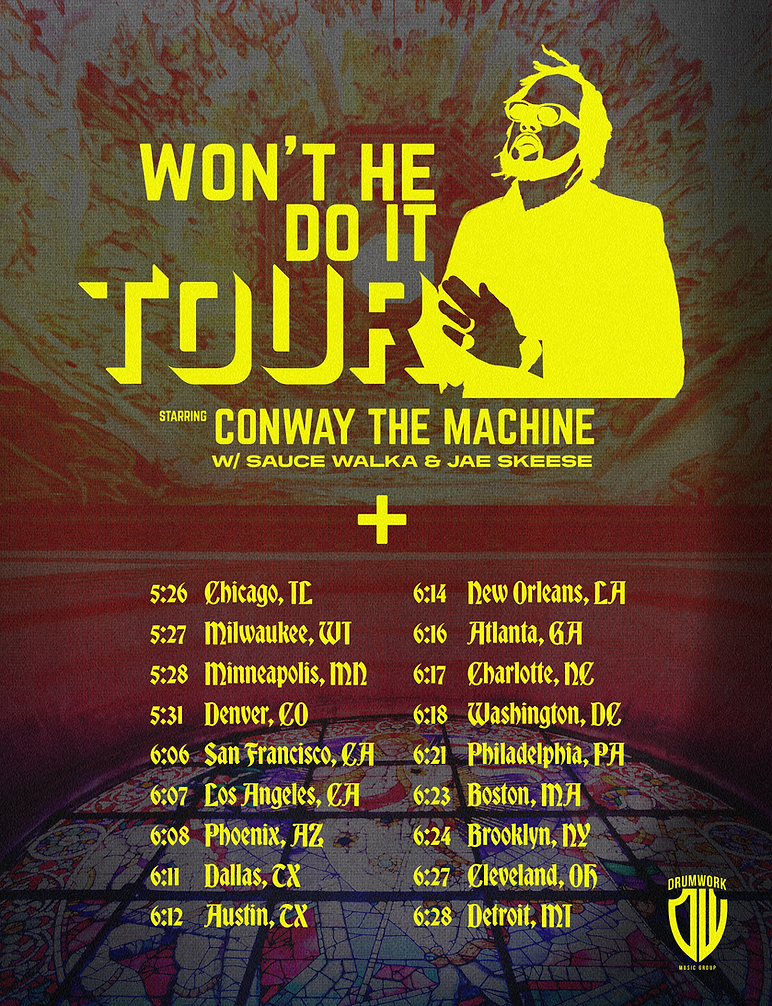 WON'T HE
DO IT
TOUR
STARRING CONWAY THE MACHINE
W/ SAUCE WALKA & JAE SKEESE
+
5:26 Chicago, IL
5:27 Milwaukee, WI
5:28 Minneapolis, MN
5:31 Denver, CO
6:06 San Francisco, CA
6:07 Los Angeles, CA
6:08 Phoenix, AZ
6:11 Dallas, TX
6:12 Austin, TX
6:14 New Orleans, LA
6:16 Atlanta, GA
6:17 Charlotte, NC
6:18 Washington, DC
6:21 Philadelphia, PA
6:23 Boston, MA
6:24 Brooklyn, NY
6:27 Cleveland, OH
6:28 Detroit, MI
DRUMWORK
DW
MUSIC GROUP